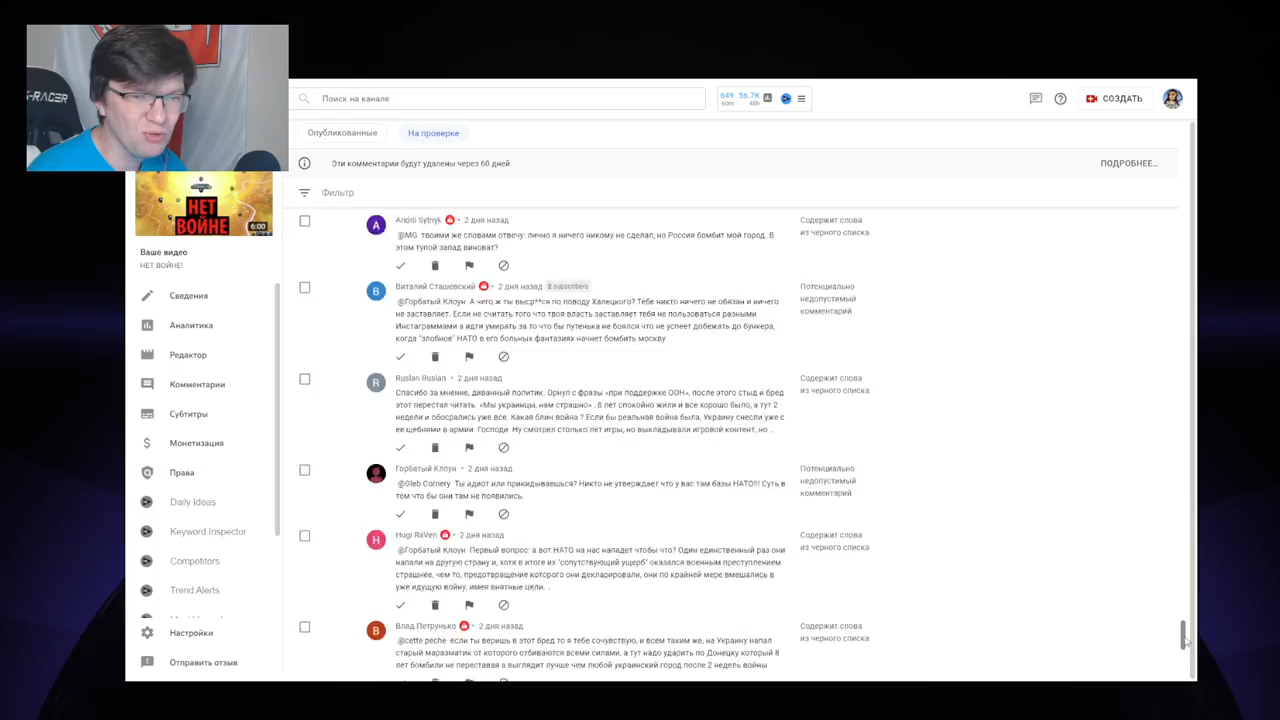 -RACER
Поиск на канале
649 56.7K
60m 48h
СОЗДАТЬ
Опубликованные
На проверке
Эти комментарии будут удалены через 60 дней
ПОДРОБНЕЕ...
Фильтр
НЕТ
ВОЙНЕ
6:00
Ваше видео
НЕТ ВОЙНЕ!
Сведения
Аналитика
Редактор
Комментарии
Субтитры
Монетизация
Права
Daily Ideas
Keyword Inspector
Competitors
Trend Alerts
Настройки
Отправить отзыв
A
Andrii Sytnyk • 2 дня назад
@MG твоими же словами отвечу: лично я ничего никому не сделал, но Россия бомбит мой город. В
этом тупой запад виноват?
Содержит слова
из черного списка
В
Виталий Сташевский • 2 дня назад 2 subscribers
@Горбатый Клоун А чего ж ты выср**ся по поводу Халецкого? Тебе никто ничего не обязан и ничего
не заставляет. Если не считать того что твоя власть заставляет тебя не пользоваться разными
Инстаграммами а идти умирать за то что бы путенька не боялся что не успеет добежать до бункера,
когда "злобное" НАТО в его больных фантазиях начнет бомбить москву
Потенциально
недопустимый
комментарий
R
Ruslan Ruslan • 2 дня назад
Спасибо за мнение, диванный политик. Орнул с фразы «при поддержке ООН», после этого стыд и бред
этот перестал читать. «Мы украинцы, нам страшно» . 8 лет спокойно жили и все хорошо было, а тут 2
недели и обосрались уже все. Какая блин война ? Если бы реальная война была, Украину снесли уже с
ее щебнями в армии. Господи Ну смотрел столько лет игры, но выкладывали игровой контент, но ..
Содержит слова
из черного списка
Горбатый Клоун • 2 дня назад
@Gleb Cornery Ты идиот или прикидываешься? Никто не утверждает что у вас там базы НАТО!!! Суть в
том что бы они там не появились.
Потенциально
недопустимый
комментарий
H
Hugi RaVen • 2 дня назад
@Горбатый Клоун Первый вопрос: а вот НАТО на нас нападет чтобы что? Один единственный раз они
напали на другую страну и, хотя в итоге их "сопутствующий ущерб" оказался военным преступлением
страшнее, чем то, предотвращение которого они декларировали, они по крайней мере вмешались в
уже идущую войну, имея внятные цели. ..
Содержит слова
из черного списка
В
Влад Петрунько • 2 дня назад
@cette peche если ты веришь в этот бред то я тебе сочувствую, и всем таким же, на Украину напал
старый маразматик от которого отбиваются всеми силами, а тут надо ударить по Донецку который 8
лет бомбили не переставая а выглядит лучше чем любой украинский город после 2 недель войны
Содержит слова
из черного списка